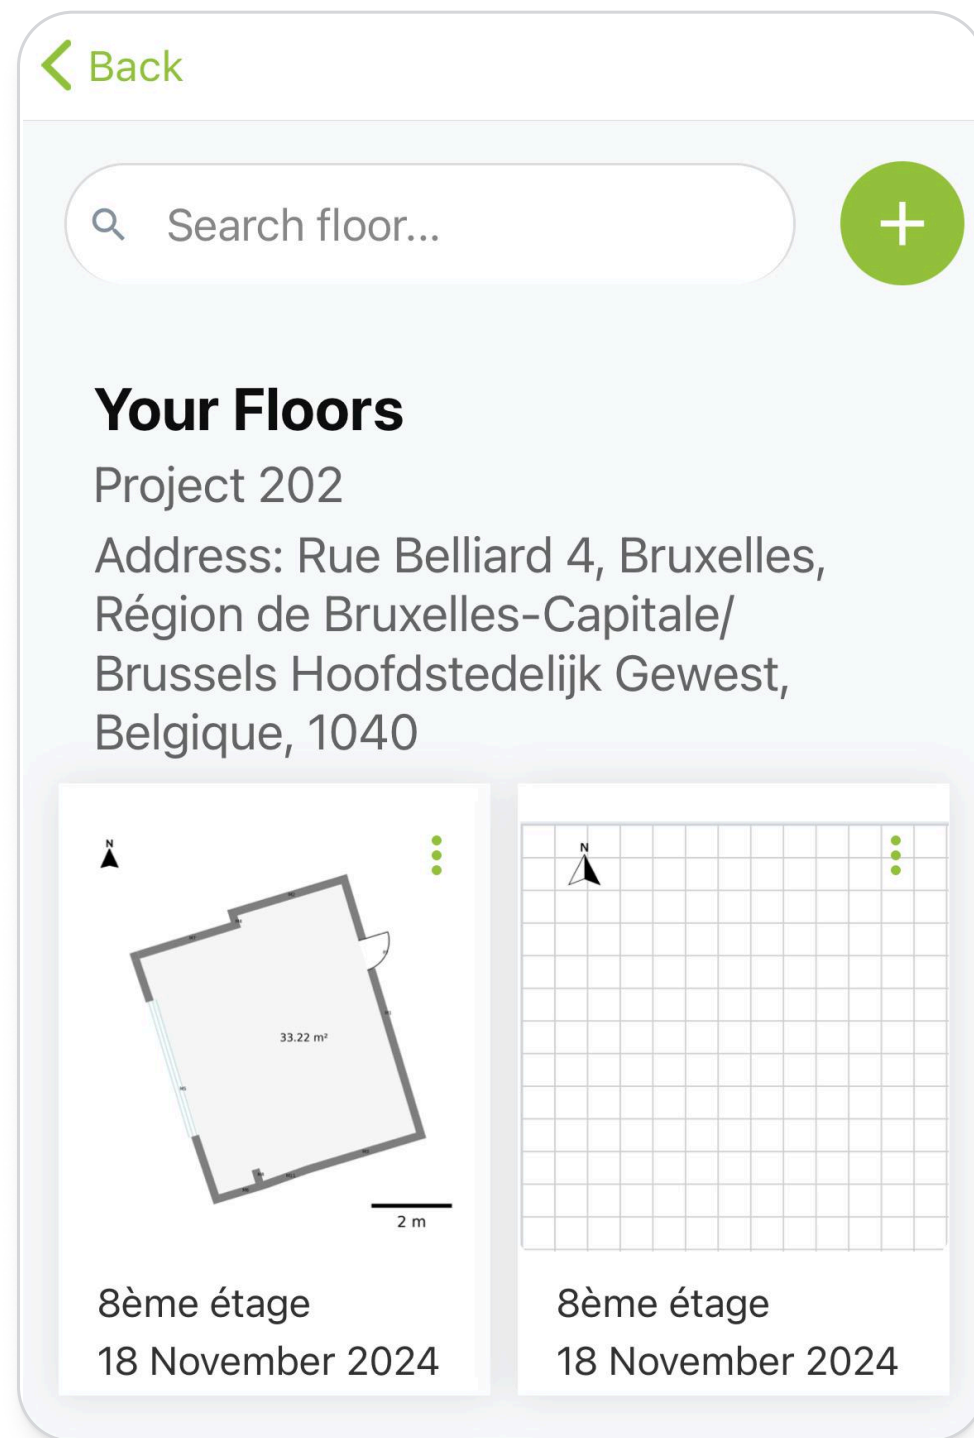 Back
Search floor...
Your Floors
Project 202
Address: Rue Belliard 4, Bruxelles,
Région de Bruxelles-Capitale/
Brussels Hoofdstedelijk Gewest,
Belgique, 1040
N
33.22 m²
2 m
8ème étage
18 November 2024
N
8ème étage
18 November 2024